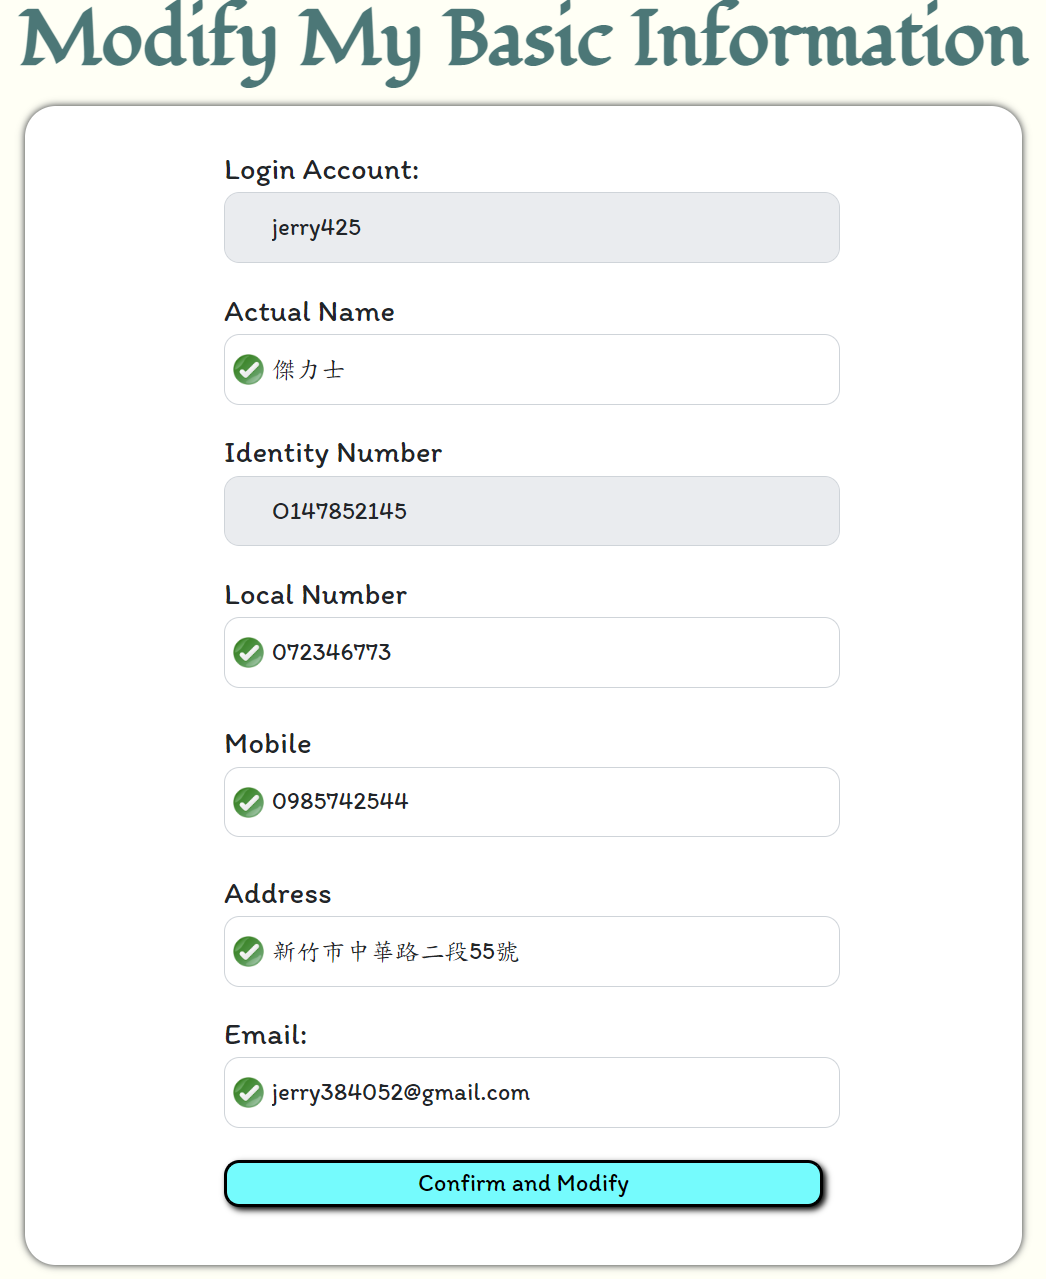 Modify My Basic Information
Login Account:
jerry425
Actual Name
傑力士
Identity Number
O147852145
Local Number
072346773
Mobile
0985742544
Address
新竹市中華路二段55號
Email:
jerry384052@gmail.com
Confirm and Modify